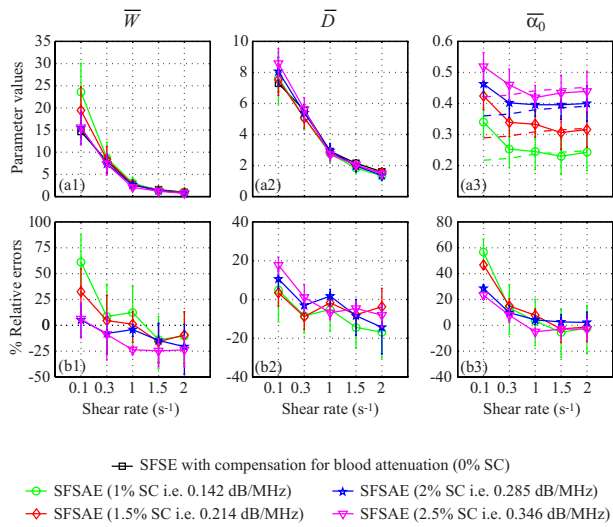 W D α0
Parameter values
35
30
25
20
15
10
5
0
(a1)
10
8
6
4
2
0
(a2)
0.6
0.5
0.4
0.3
0.2
(a3)
% Relative errors
100
75
50
25
0
-25
-50
(b1)
0.1 0.3 1 1.5 2
Shear rate (s-1)
40
20
0
-20
-40
(b2)
0.1 0.3 1 1.5 2
Shear rate (s-1)
80
60
40
20
0
-20
-40
(b3)
0.1 0.3 1 1.5 2
Shear rate (s-1)
SFSE with compensation for blood attenuation (0% SC)
SFSAE (1% SC i.e. 0.142 dB/MHz) SFSAE (2% SC i.e. 0.285 dB/MHz)
SFSAE (1.5% SC i.e. 0.214 dB/MHz) SFSAE (2.5% SC i.e. 0.346 dB/MHz)